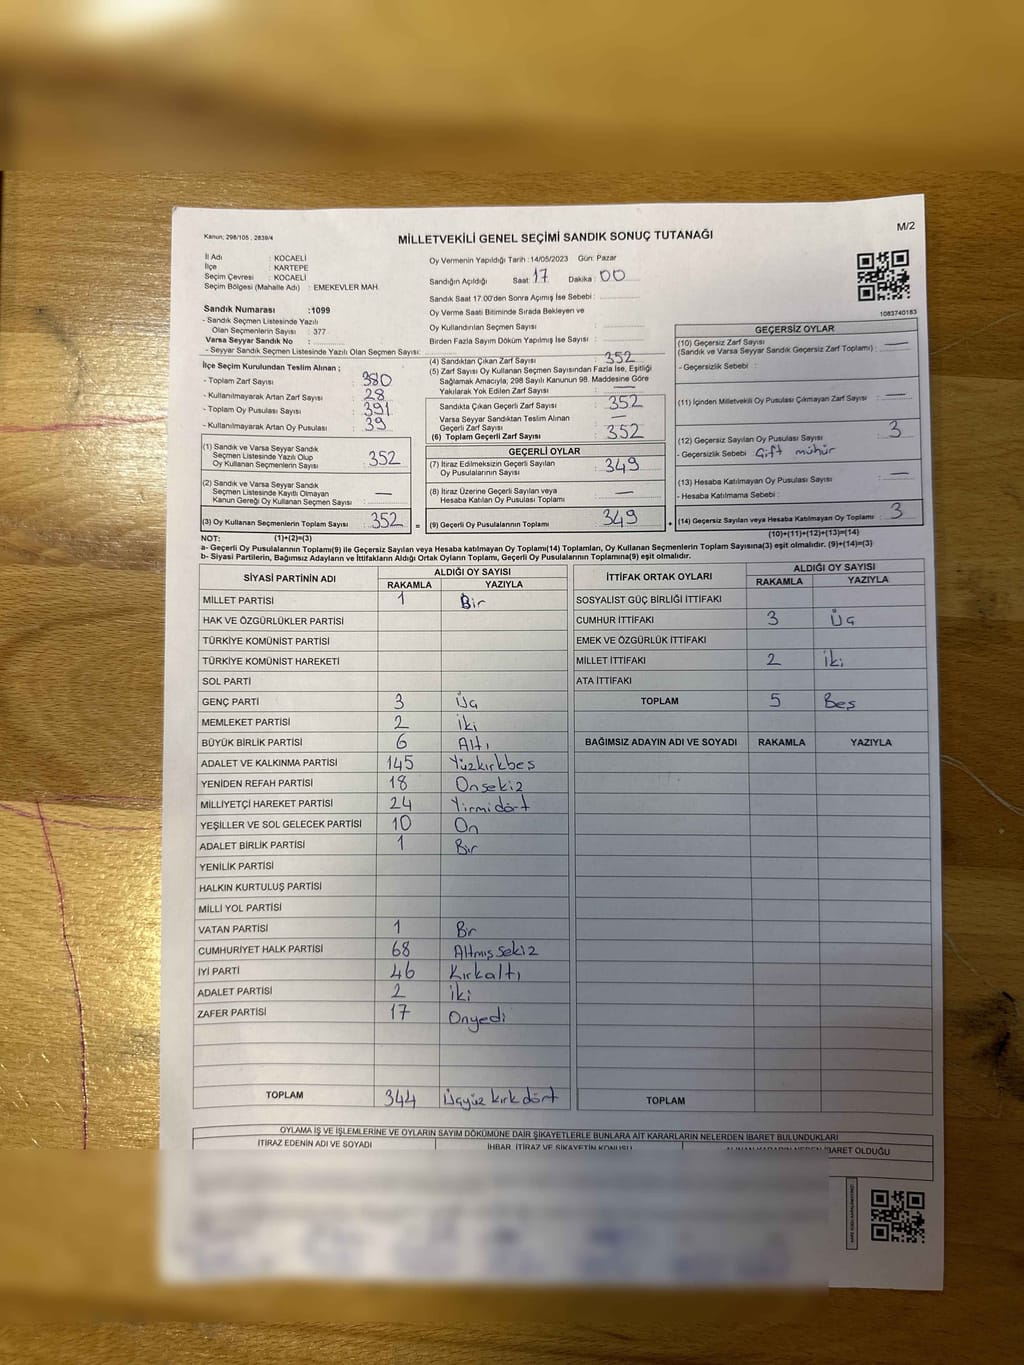 Kanun; 298/105 , 2839/4
MİLLETVEKİLİ GENEL SEÇİMİ SANDIK SONUÇ TUTANAĞI
M/2
İl Adı : KOCAELİ
İlçe : KARTEPE
Seçim Çevresi : KOCAELİ
Seçim Bölgesi (Mahalle Adı) : EMEKEVLER MAH.
Sandık Numarası :1099
- Sandık Seçmen Listesinde Yazılı
Olan Seçmenlerin Sayısı : 377
Varsa Seyyar Sandık No :
- Seyyar Sandık Seçmen Listesinde Yazılı Olan Seçmen Sayısı:
Oy Vermenin Yapıldığı Tarih :14/05/2023 Gün: Pazar
Sandığın Açıldığı Saat: 17 Dakika : 00
Sandık Saat 17.00'den Sonra Açılmış İse Sebebi :
Oy Verme Saati Bitiminde Sırada Bekleyen ve
Oy Kullandırılan Seçmen Sayısı :
Birden Fazla Sayım Döküm Yapılmış İse Sayısı :
1083740183
İlçe Seçim Kurulundan Teslim Alınan ;
- Toplam Zarf Sayısı : 380
- Kullanılmayarak Artan Zarf Sayısı : 28
- Toplam Oy Pusulası Sayısı : 391
- Kullanılmayarak Artan Oy Pusulası : 39
(1) Sandık ve Varsa Seyyar Sandık
Seçmen Listesinde Yazılı Olup
Oy Kullanan Seçmenlerin Sayısı : 352
(2) Sandık ve Varsa Seyyar Sandık
Seçmen Listesinde Kayıtlı Olmayan
Kanun Gereği Oy Kullanan Seçmen Sayısı : —
(3) Oy Kullanan Seçmenlerin Toplam Sayısı : 352
(4) Sandıktan Çıkan Zarf Sayısı : 352
(5) Zarf Sayısı Oy Kullanan Seçmen Sayısından Fazla İse, Eşitliği
Sağlamak Amacıyla; 298 Sayılı Kanunun 98. Maddesine Göre
Yakılarak Yok Edilen Zarf Sayısı : —
Sandıkta Çıkan Geçerli Zarf Sayısı : 352
Varsa Seyyar Sandıktan Teslim Alınan
Geçerli Zarf Sayısı : —
(6) Toplam Geçerli Zarf Sayısı : 352
GEÇERLİ OYLAR
(7) İtiraz Edilmeksizin Geçerli Sayılan
Oy Pusulalarının Sayısı : 349
(8) İtiraz Üzerine Geçerli Sayılan veya
Hesaba Katılan Oy Pusulası Toplamı : —
(9) Geçerli Oy Pusulalarının Toplamı : 349
GEÇERSİZ OYLAR
(10) Geçersiz Zarf Sayısı
(Sandık ve Varsa Seyyar Sandık Geçersiz Zarf Toplamı) : —
- Geçersizlik Sebebi :
(11) İçinden Milletvekili Oy Pusulası Çıkmayan Zarf Sayısı : —
(12) Geçersiz Sayılan Oy Pusulası Sayısı : 3
- Geçersizlik Sebebi : Çift mühür
(13) Hesaba Katılmayan Oy Pusulası Sayısı : —
- Hesaba Katılmama Sebebi :
(14) Geçersiz Sayılan veya Hesaba Katılmayan Oy Toplamı : 3
NOT: (1)+(2)=(3)
(10)+(11)+(12)+(13)=(14)
a- Geçerli Oy Pusulalarının Toplamı(9) ile Geçersiz Sayılan veya Hesaba katılmayan Oy Toplamı(14) Toplamları, Oy Kullanan Seçmenlerin Toplam Sayısına(3) eşit olmalıdır. (9)+(14)=(3)
b- Siyasi Partilerin, Bağımsız Adayların ve İttifakların Aldığı Ortak Oyların Toplamı, Geçerli Oy Pusulalarının Toplamına(9) eşit olmalıdır.
SİYASİ PARTİNİN ADI ALDIĞI OY SAYISI
RAKAMLA YAZIYLA
MİLLET PARTİSİ 1 Bir
HAK VE ÖZGÜRLÜKLER PARTİSİ
TÜRKİYE KOMÜNİST PARTİSİ
TÜRKİYE KOMÜNİST HAREKETİ
SOL PARTİ
GENÇ PARTİ 3 Üç
MEMLEKET PARTİSİ 2 İki
BÜYÜK BİRLİK PARTİSİ 6 Altı
ADALET VE KALKINMA PARTİSİ 145 Yüzkırkbes
YENİDEN REFAH PARTİSİ 18 Onsekiz
MİLLİYETÇİ HAREKET PARTİSİ 24 Yirmidört
YEŞİLLER VE SOL GELECEK PARTİSİ 10 On
ADALET BİRLİK PARTİSİ 1 Bir
YENİLİK PARTİSİ
HALKIN KURTULUŞ PARTİSİ
MİLLİ YOL PARTİSİ
VATAN PARTİSİ 1 Br
CUMHURİYET HALK PARTİSİ 68 Altmışsekiz
İYİ PARTİ 46 Kırkaltı
ADALET PARTİSİ 2 İki
ZAFER PARTİSİ 17 Onyedi
TOPLAM 344 Üçyüz kırk dört
İTTİFAK ORTAK OYLARI ALDIĞI OY SAYISI
RAKAMLA YAZIYLA
SOSYALİST GÜÇ BİRLİĞİ İTTİFAKI
CUMHUR İTTİFAKI 3 Üç
EMEK VE ÖZGÜRLÜK İTTİFAKI
MİLLET İTTİFAKI 2 İki
ATA İTTİFAKI
TOPLAM 5 Bes
BAĞIMSIZ ADAYIN ADI VE SOYADI RAKAMLA YAZIYLA
TOPLAM
OYLAMA İŞ VE İŞLEMLERİNE VE OYLARIN SAYIM DÖKÜMÜNE DAİR ŞİKAYETLERLE BUNLARA AİT KARARLARIN NELERDEN İBARET BULUNDUKLARI
İTİRAZ EDENİN ADI VE SOYADI İHBAR, İTİRAZ VE ŞİKAYETİN KONUSU ALINAN KARARIN NEDEN İBARET OLDUĞU